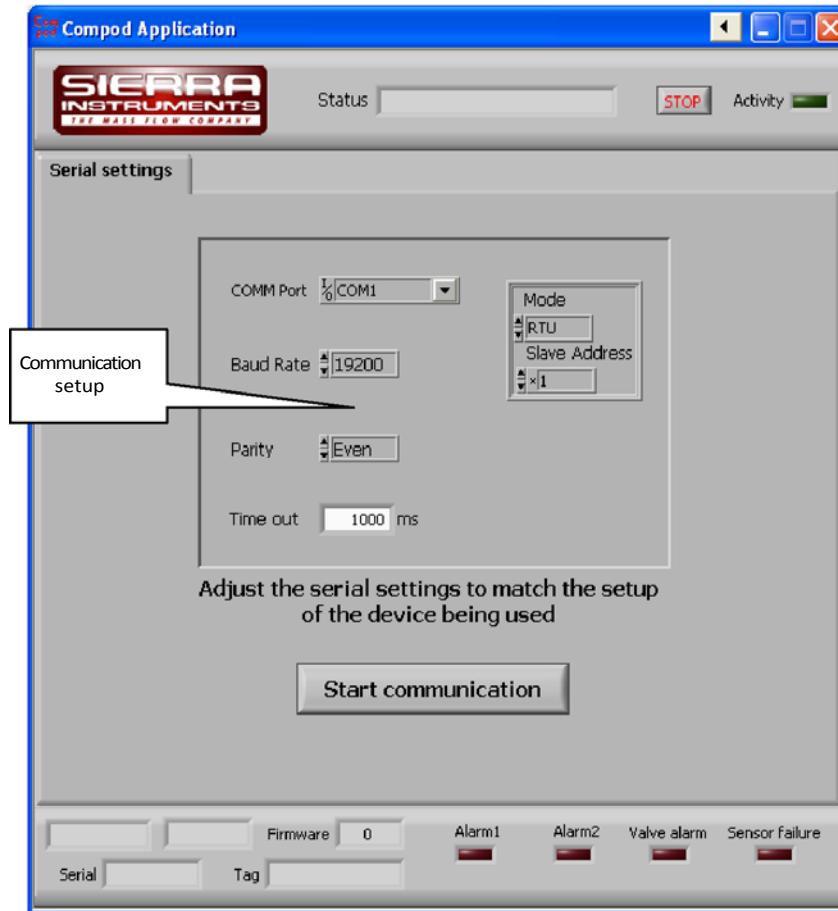 Compod Application
SIERRA
INSTRUMENTS
THE MASS FLOW COMPANY
Status
STOP
Activity
Serial settings
COMM Port
I/O COM1
Mode
RTU
Slave Address
×1
Baud Rate
19200
Communication
setup
Parity
Even
Time out
1000 ms
Adjust the serial settings to match the setup
of the device being used
Start communication
Firmware
0
Alarm1
Alarm2
Valve alarm
Sensor failure
Serial
Tag